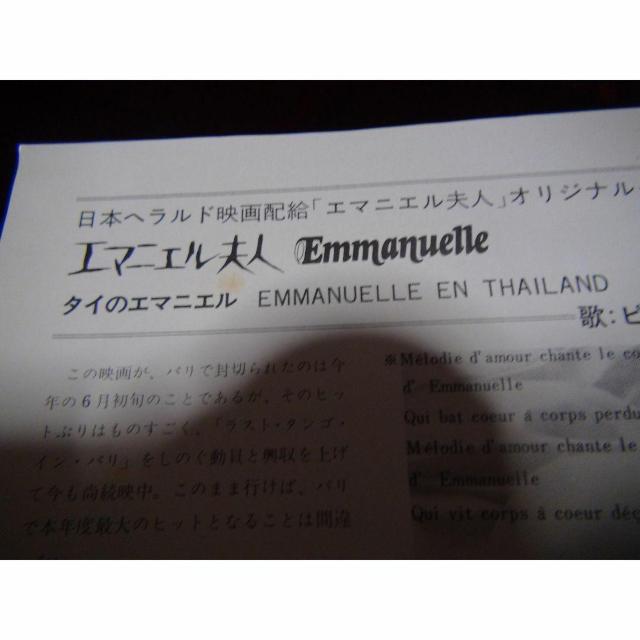 日本ヘラルド映画配給「エマニエル夫人」オリジナル
エマニエル夫人 Emmanuelle
タイのエマニエル EMMANUELLE EN THAILAND
歌:ピ
この映画が、パリで封切られたのは今
年の6月初旬のことであるが、そのヒッ
トぶりはものすごく、「ラスト・タンゴ・
イン・パリ」をしのぐ動員と興収を上げ
て今も尚続映中。このまま行けば、パリ
で本年度最大のヒットとなることは間違
※Mélodie d'amour chante le co
d' Emmanuelle
Qui bat coeur à corps perdu
Mélodie d'amour chante le
d' Emmanuelle
Qui vit corps à coeur déç